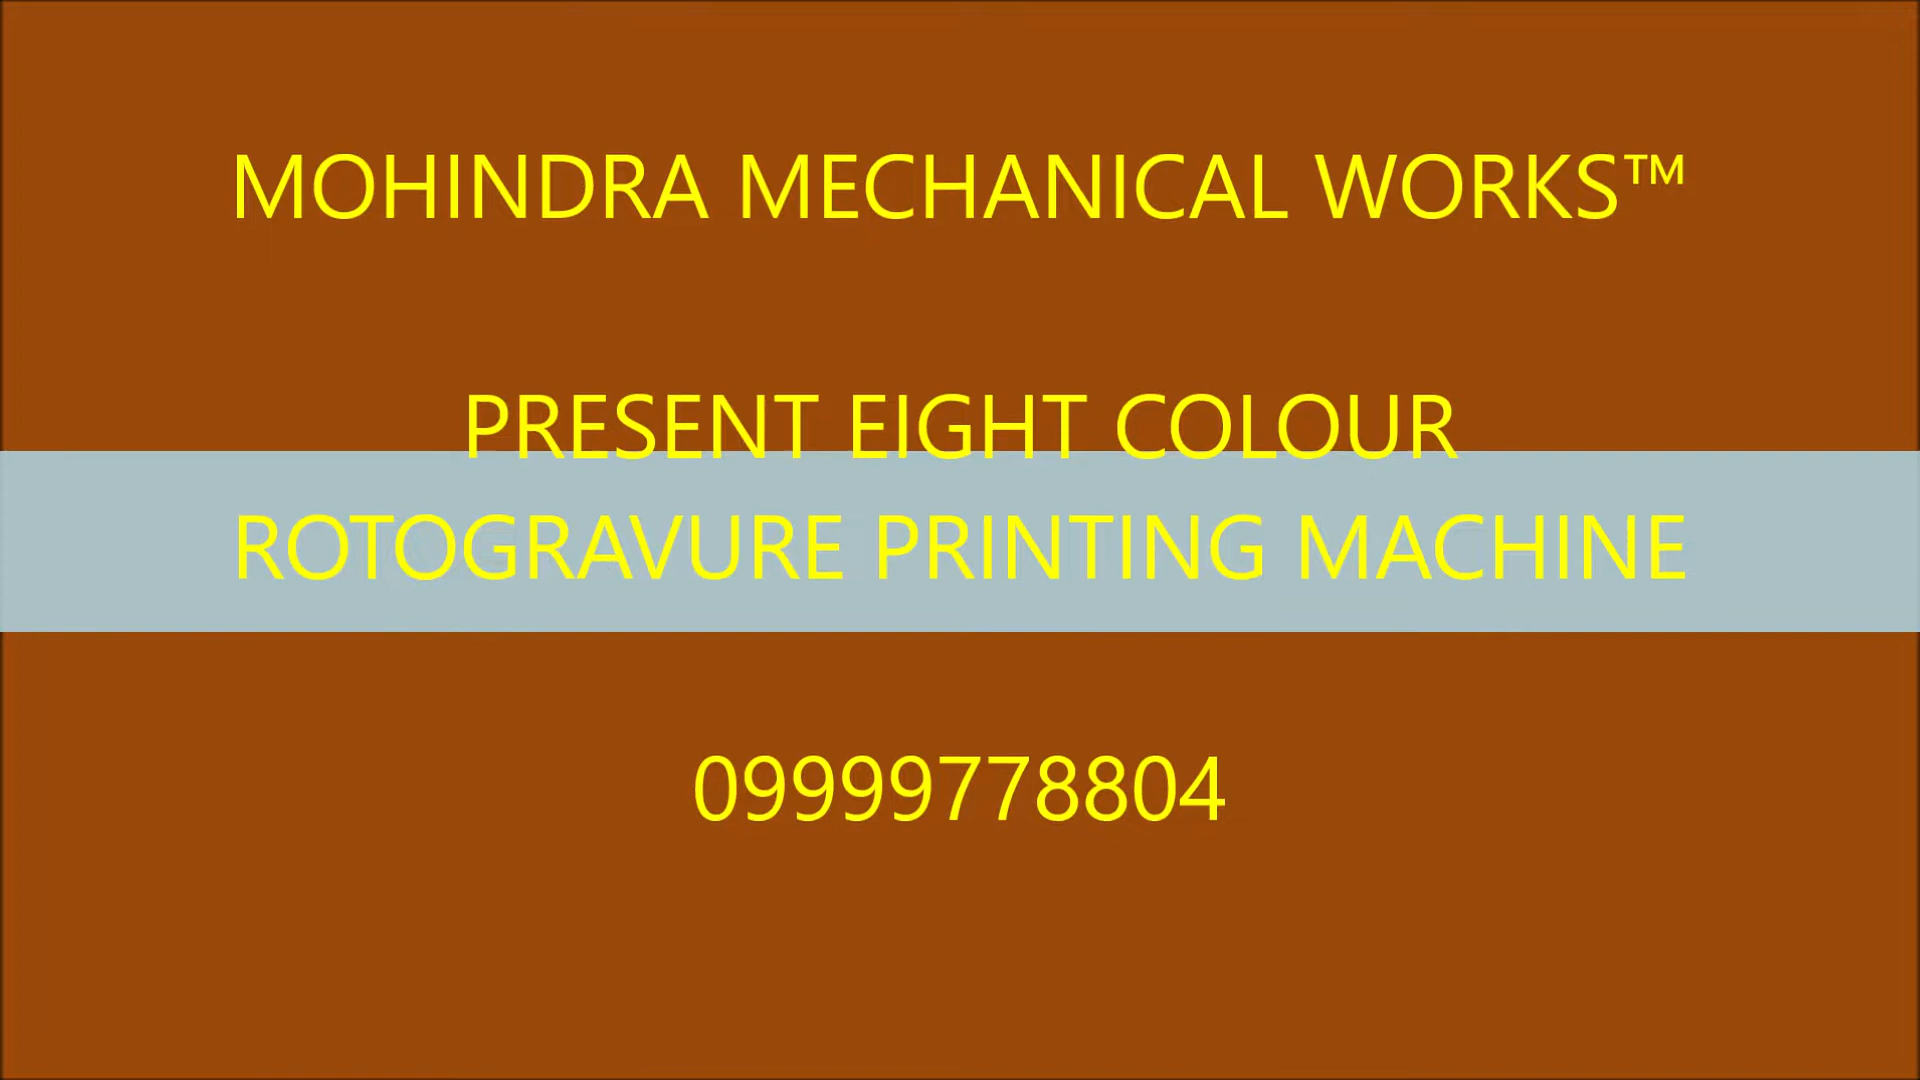 MOHINDRA MECHANICAL WORKS™
PRESENT EIGHT COLOUR
ROTOGRAVURE PRINTING MACHINE
09999778804